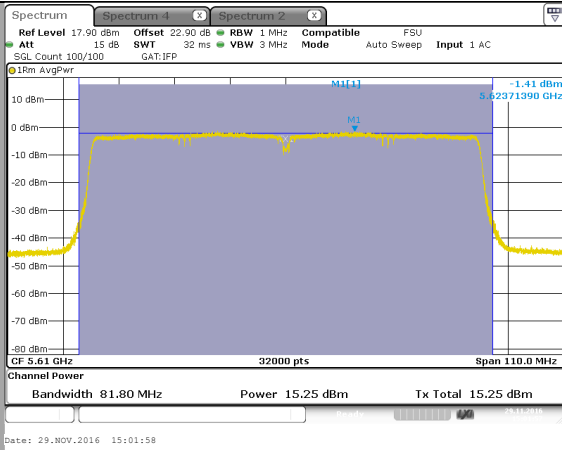 Spectrum Spectrum 4 X Spectrum 2 X
Ref Level 17.90 dBm Offset 22.90 dB RBW 1 MHz Compatible FSU
Att 15 dB SWT 32 ms VBW 3 MHz Mode Auto Sweep Input 1 AC
SGL Count 100/100 GAT:IFP
1Rm AvgPwr
M1[1] -1.41 dBm
5.62371390 GHz
10 dBm
M1
0 dBm
-10 dBm
-20 dBm
-30 dBm
-40 dBm
-50 dBm
-60 dBm
-70 dBm
-80 dBm
CF 5.61 GHz 32000 pts Span 110.0 MHz
Channel Power
Bandwidth 81.80 MHz Power 15.25 dBm Tx Total 15.25 dBm
Ready 29.11.2016
Date: 29.NOV.2016 15:01:58